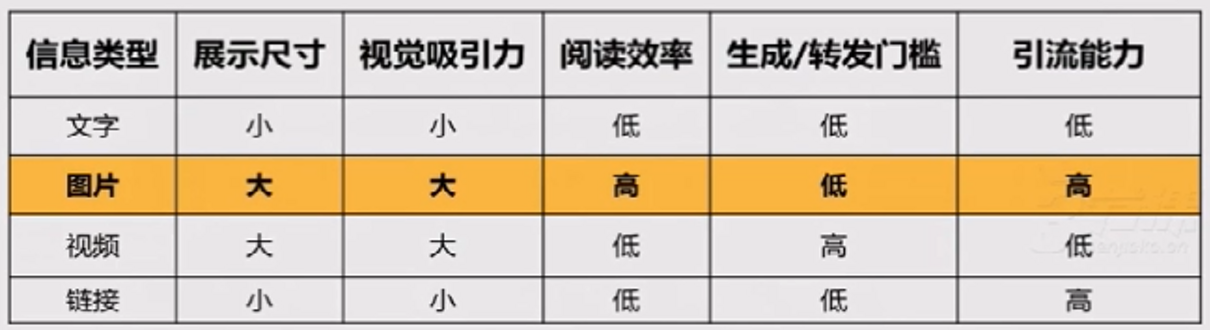 信息类型 展示尺寸 视觉吸引力 阅读效率 生成/转发门槛 引流能力
文字 小 小 低 低 低
图片 大 大 高 低 高
视频 大 大 低 高 低
链接 小 小 低 低 高